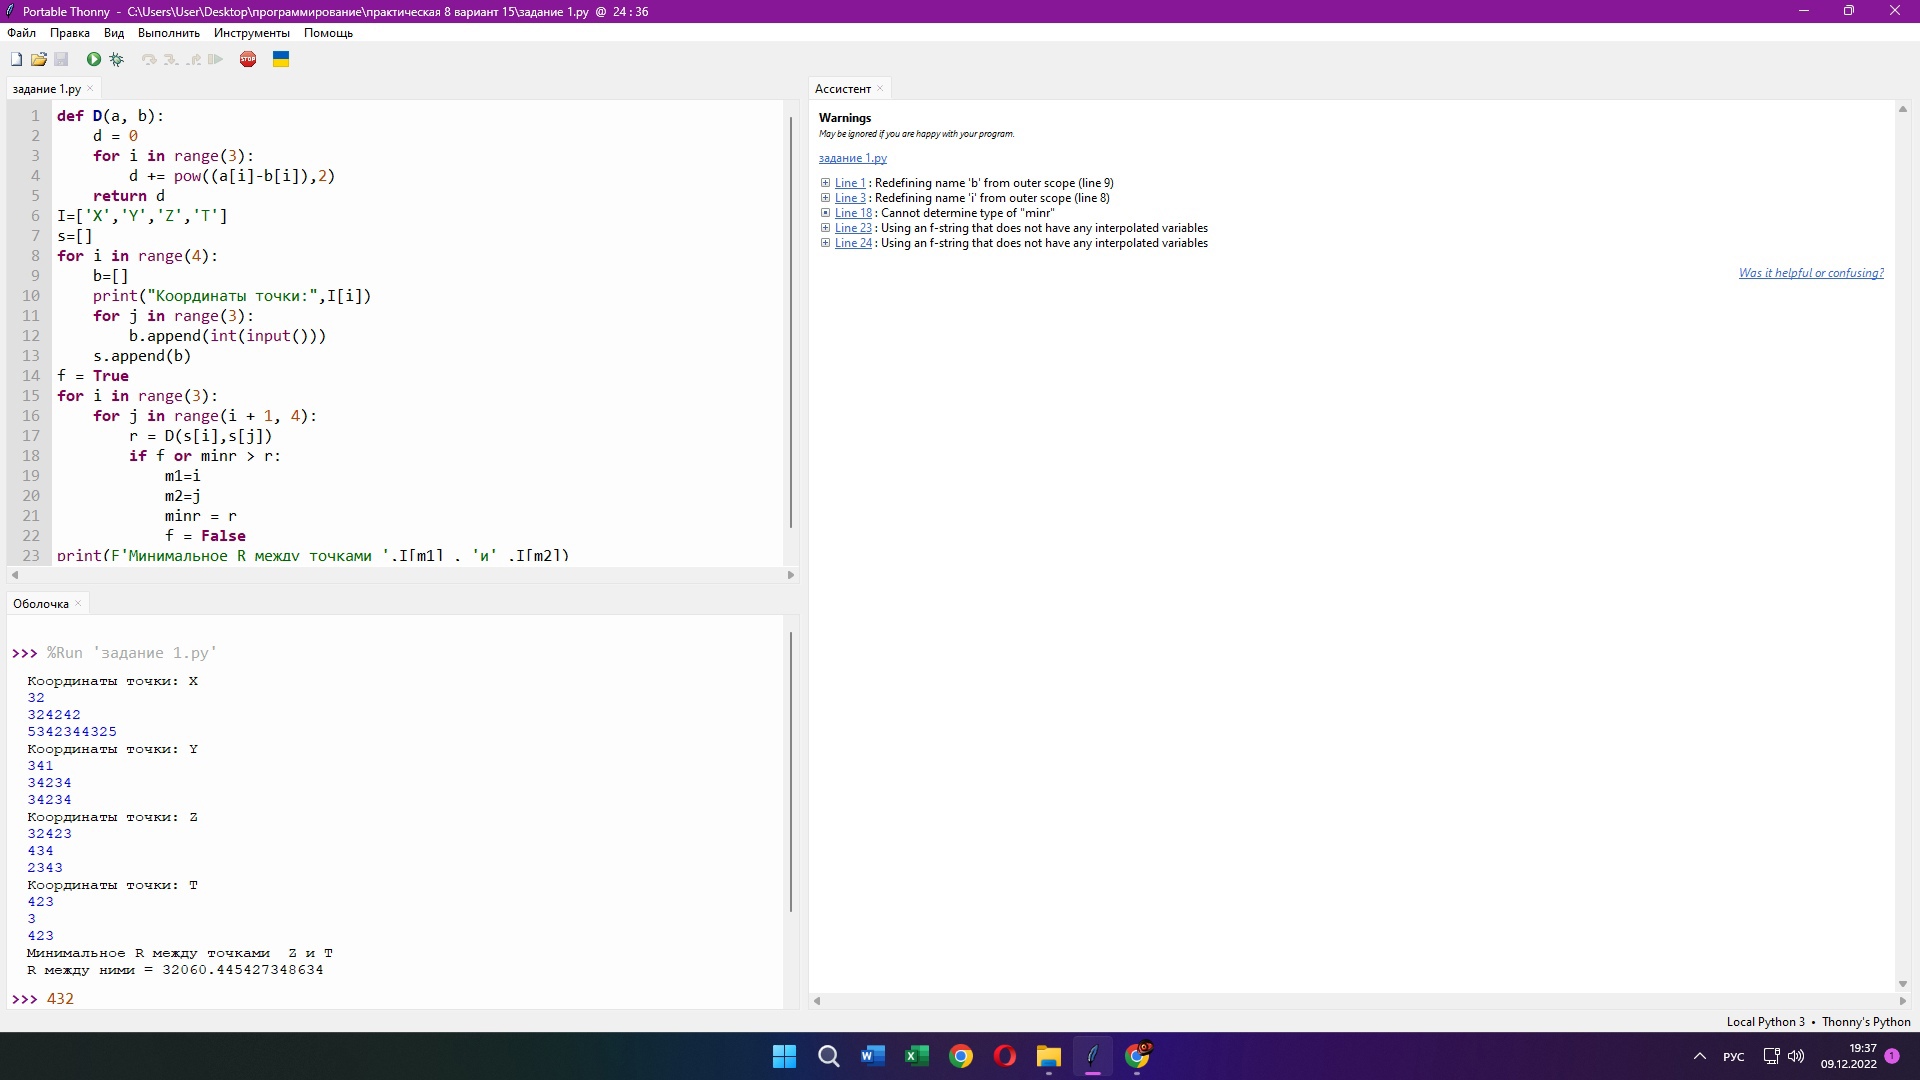 Portable Thonny - C:\Users\User\Desktop\программирование\практическая 8 вариант 15\задание 1.py @ 24 : 36
Файл Правка Вид Выполнить Инструменты Помощь
STOP
задание 1.py ×
1 def D(a, b):
2 d = 0
3 for i in range(3):
4 d += pow((a[i]-b[i]),2)
5 return d
6 I=['X','Y','Z','T']
7 s=[]
8 for i in range(4):
9 b=[]
10 print("Координаты точки:",I[i])
11 for j in range(3):
12 b.append(int(input()))
13 s.append(b)
14 f = True
15 for i in range(3):
16 for j in range(i + 1, 4):
17 r = D(s[i],s[j])
18 if f or minr > r:
19 m1=i
20 m2=j
21 minr = r
22 f = False
23 print(F'Минимальное R между точками ',I[m1] , 'и' ,I[m2])
Оболочка ×
>>> %Run 'задание 1.py'
Координаты точки: X
32
324242
5342344325
Координаты точки: Y
341
34234
34234
Координаты точки: Z
32423
434
2343
Координаты точки: T
423
3
423
Минимальное R между точками  Z и T
R между ними = 32060.445427348634
>>> 432
Ассистент ×
Warnings
May be ignored if you are happy with your program.
задание 1.py
Line 1 : Redefining name 'b' from outer scope (line 9)
Line 3 : Redefining name 'i' from outer scope (line 8)
Line 18 : Cannot determine type of "minr"
Line 23 : Using an f-string that does not have any interpolated variables
Line 24 : Using an f-string that does not have any interpolated variables
Was it helpful or confusing?
Local Python 3 • Thonny's Python
РУС
19:37
09.12.2022
1